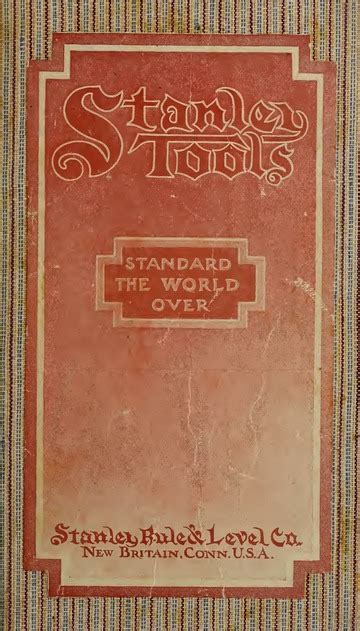 Stanley
Tools
STANDARD
THE WORLD
OVER
Stanley Rule & Level Co.
NEW BRITAIN, CONN. U.S.A.